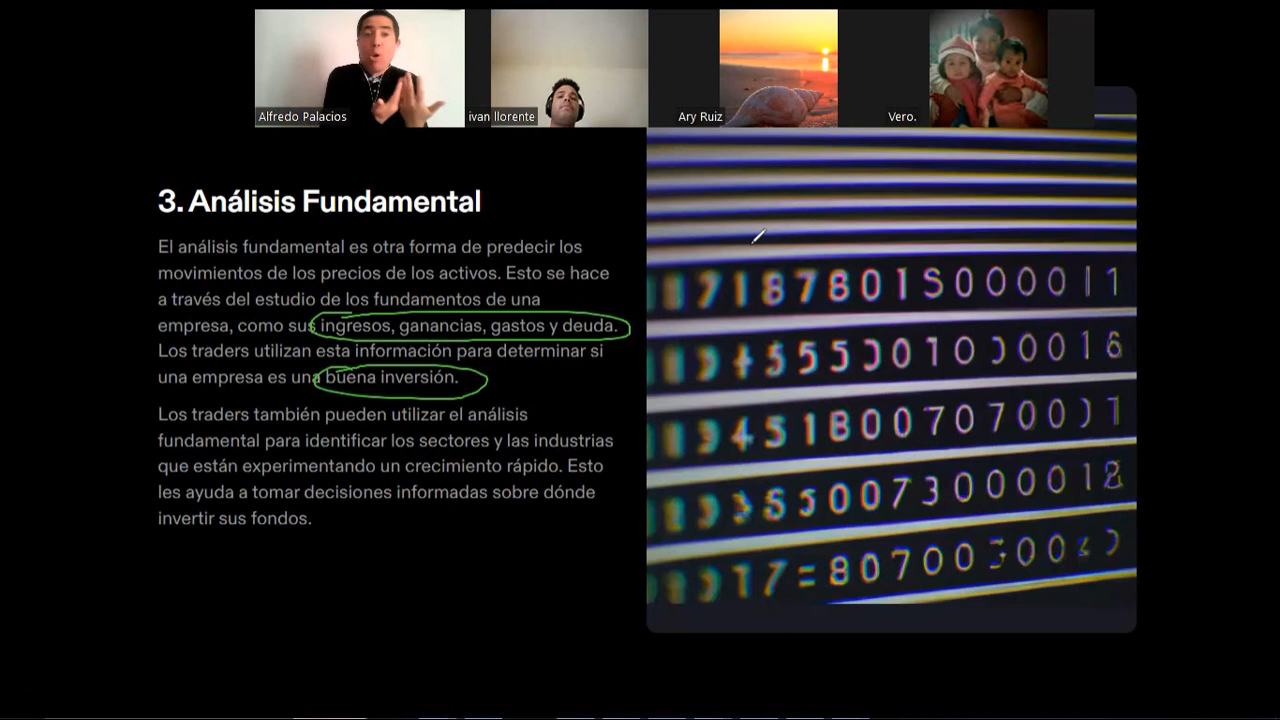 Alfredo Palacios
ivan llorente
Ary Ruiz
Vero.
3. Análisis Fundamental
El análisis fundamental es otra forma de predecir los
movimientos de los precios de los activos. Esto se hace
a través del estudio de los fundamentos de una
empresa, como sus ingresos, ganancias, gastos y deuda.
Los traders utilizan esta información para determinar si
una empresa es una buena inversión.
Los traders también pueden utilizar el análisis
fundamental para identificar los sectores y las industrias
que están experimentando un crecimiento rápido. Esto
les ayuda a tomar decisiones informadas sobre dónde
invertir sus fondos.